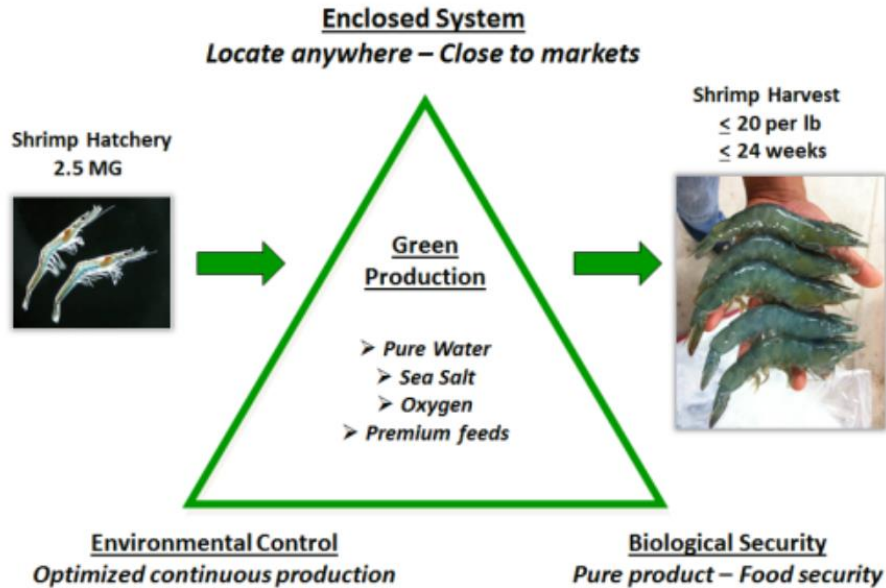 Enclosed System
Locate anywhere – Close to markets
Shrimp Hatchery
2.5 MG
Shrimp Harvest
≤ 20 per lb
≤ 24 weeks
Green
Production
➤ Pure Water
➤ Sea Salt
➤ Oxygen
➤ Premium feeds
Environmental Control
Optimized continuous production
Biological Security
Pure product – Food security